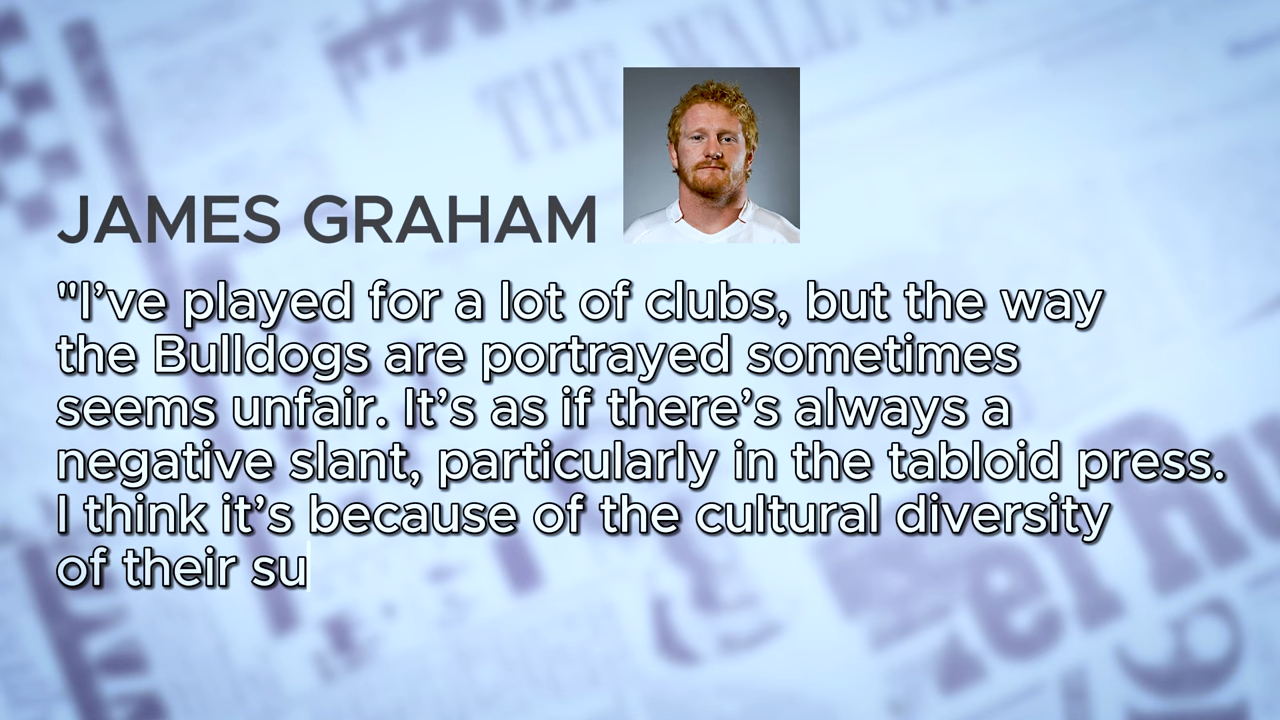 THE WALL
JAMES GRAHAM
"I’ve played for a lot of clubs, but the way
the Bulldogs are portrayed sometimes
seems unfair. It’s as if there’s always a
negative slant, particularly in the tabloid press.
I think it’s because of the cultural diversity
of their su